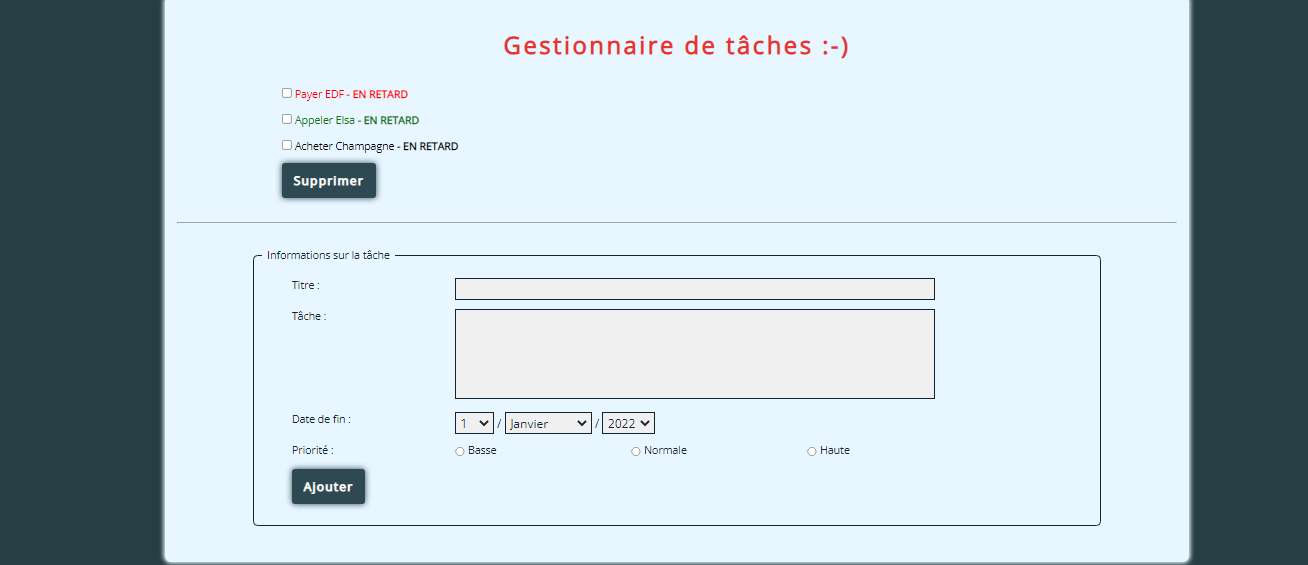 Gestionnaire de tâches :-)
Payer EDF - EN RETARD
Appeler Elsa - EN RETARD
Acheter Champagne - EN RETARD
Supprimer
Informations sur la tâche
Titre :
Tâche :
Date de fin : 1 / Janvier / 2022
Priorité : Basse Normale Haute
Ajouter